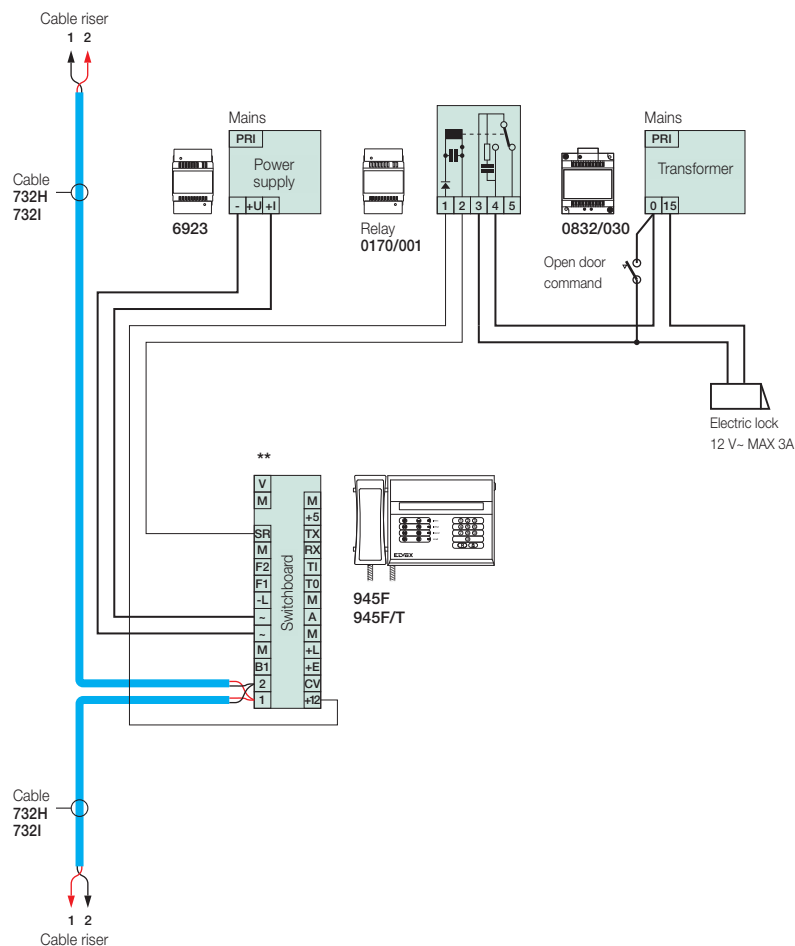 Cable riser
1 2
Mains
PRI
Power
supply
- +U +I
6923
Relay
0170/001
1 2 3 4 5
0832/030
Mains
PRI
Transformer
0 15
Cable
732H
732I
Open door
command
Electric lock
12 V~ MAX 3A
**
V
M
SR
M
F2
F1
-L
~
~
M
B1
2
1
Switchboard
M
+5
TX
RX
TI
T0
M
A
M
+L
+E
CV
+12
ELVOX
945F
945F/T
Cable
732H
732I
1 2
Cable riser